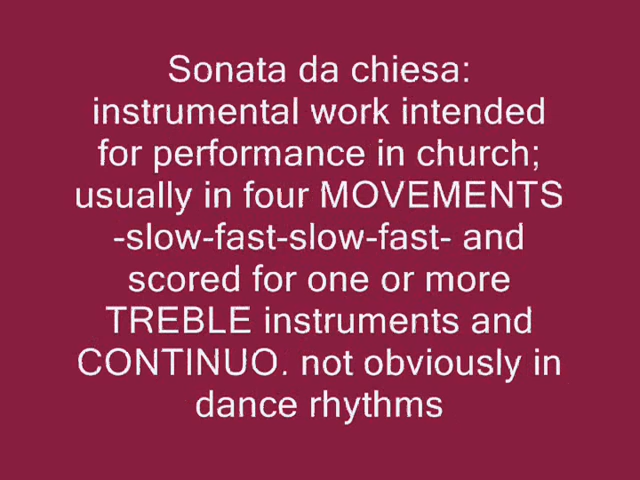 Sonata da chiesa:
instrumental work intended
for performance in church;
usually in four MOVEMENTS
-slow-fast-slow-fast- and
scored for one or more
TREBLE instruments and
CONTINUO. not obviously in
dance rhythms